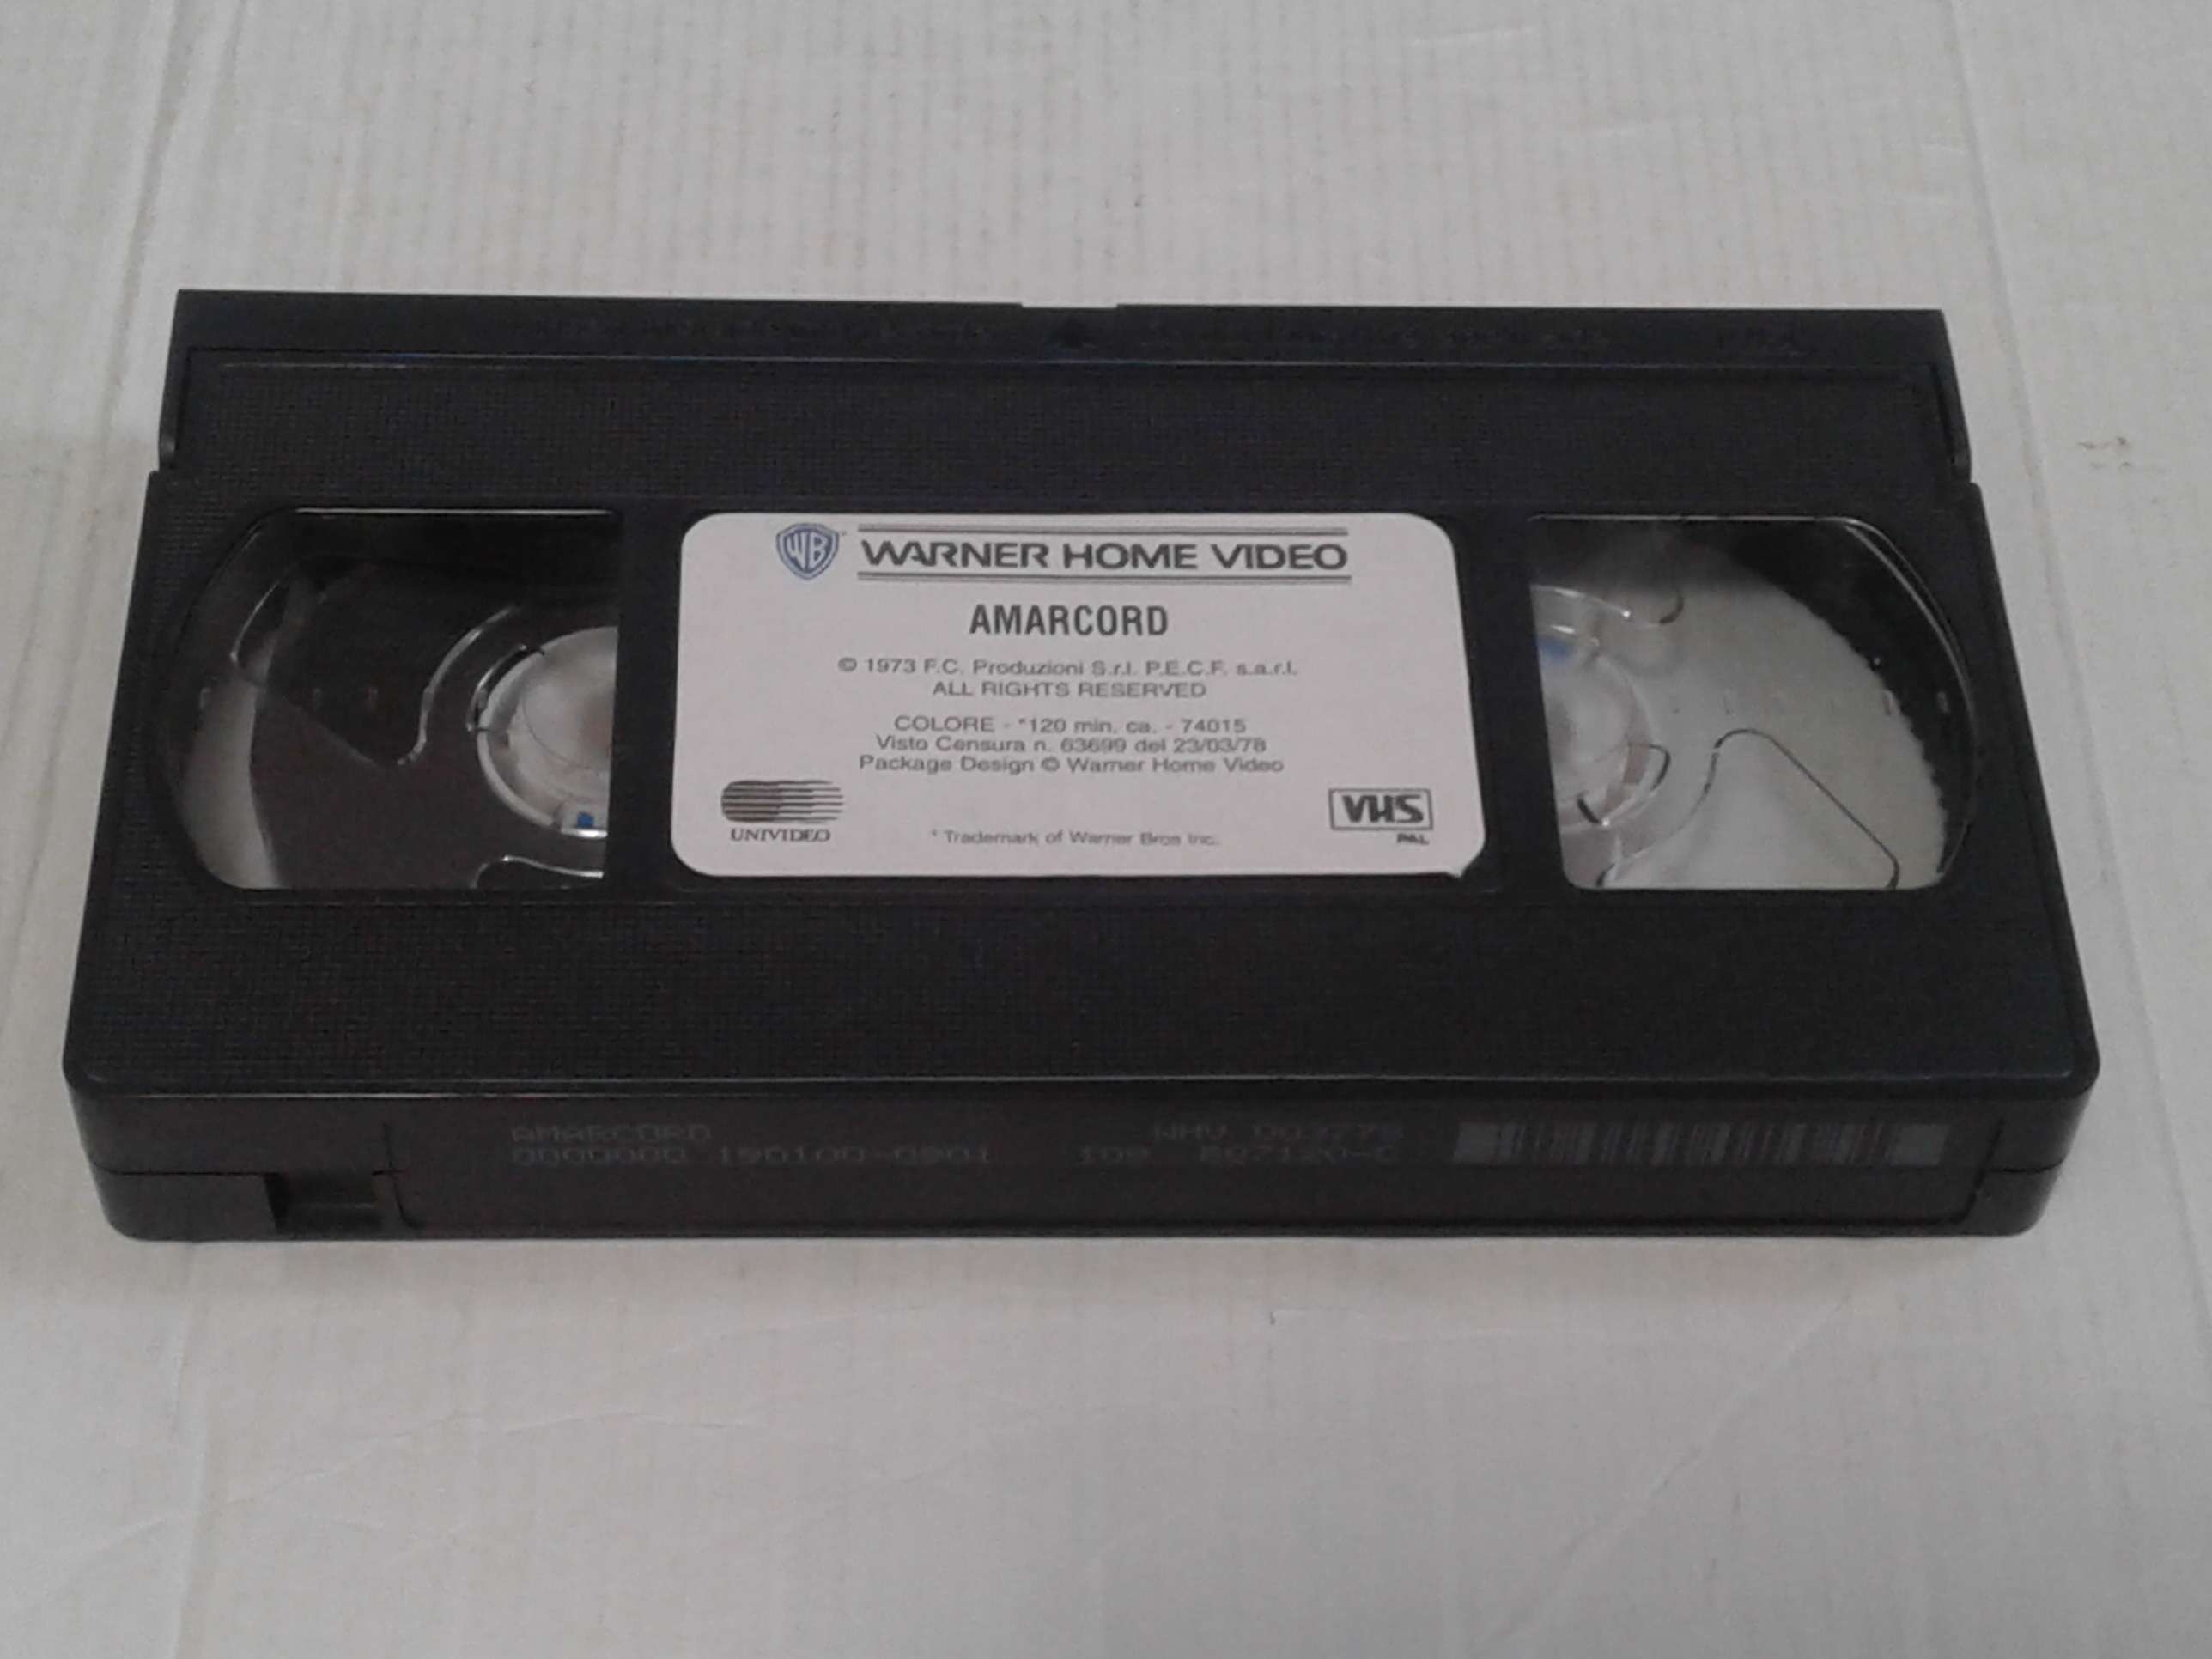 WB WARNER HOME VIDEO
AMARCORD
© 1973 F.C. Produzioni S.r.l. P.E.C.F. s.a.r.l.
ALL RIGHTS RESERVED
COLORE - *120 min. ca. - 74015
Visto Censura n. 63699 del 23/03/78
Package Design © Warner Home Video
UNIVIDEO
* Trademark of Warner Bros Inc.
VHS
PAL
AMARCORD